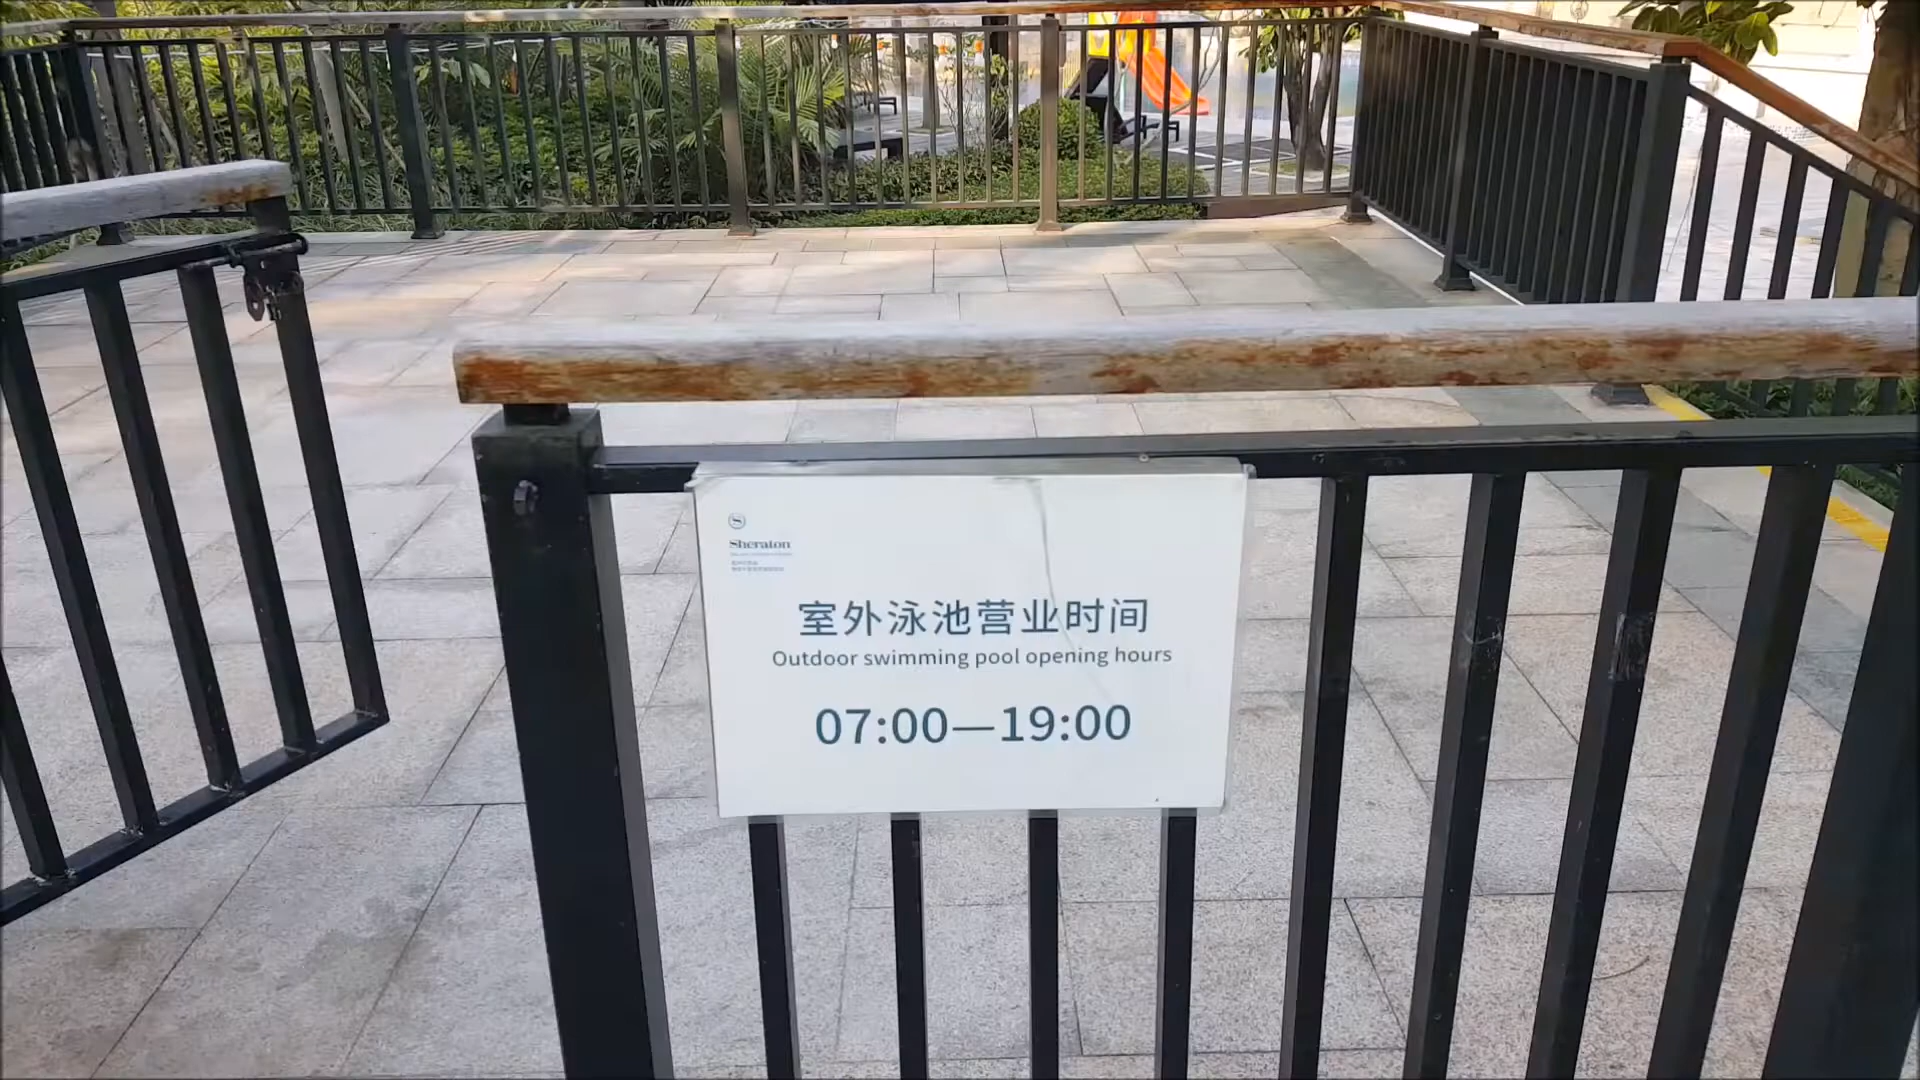 Sheraton
室外泳池营业时间
Outdoor swimming pool opening hours
07:00—19:00